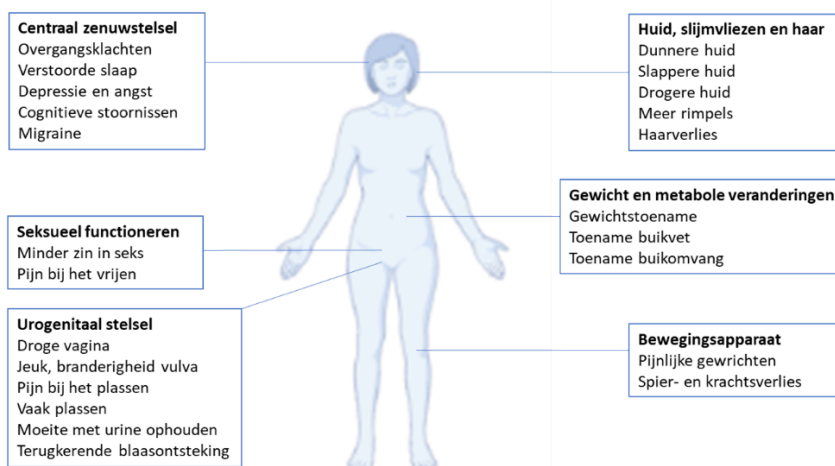 Centraal zenuwstelsel
Overgangsklachten
Verstoorde slaap
Depressie en angst
Cognitieve stoornissen
Migraine
Seksueel functioneren
Minder zin in seks
Pijn bij het vrijen
Urogenitaal stelsel
Droge vagina
Jeuk, branderigheid vulva
Pijn bij het plassen
Vaak plassen
Moeite met urine ophouden
Terugkerende blaasontsteking
Huid, slijmvliezen en haar
Dunnere huid
Slappere huid
Drogere huid
Meer rimpels
Haarverlies
Gewicht en metabole veranderingen
Gewichtstoename
Toename buikvet
Toename buikomvang
Bewegingsapparaat
Pijnlijke gewrichten
Spier- en krachtsverlies